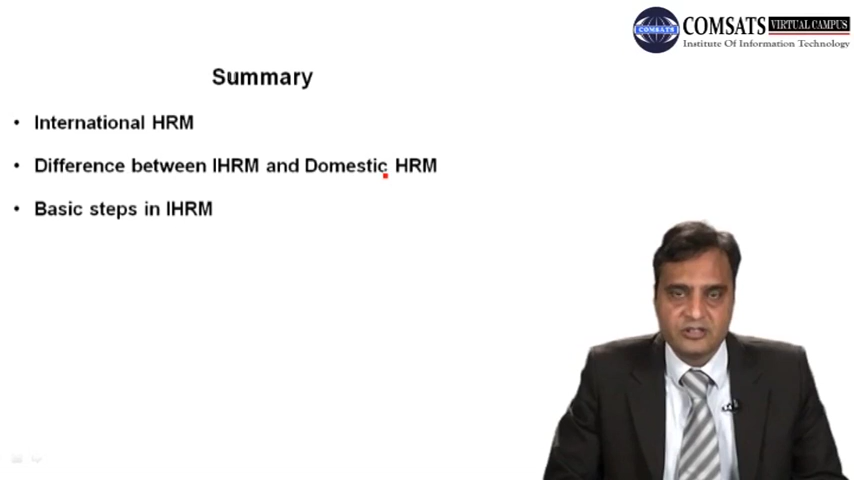 COMSATS
COMSATS VIRTUAL CAMPUS
Institute Of Information Technology
Summary
• International HRM
• Difference between IHRM and Domestic HRM
• Basic steps in IHRM